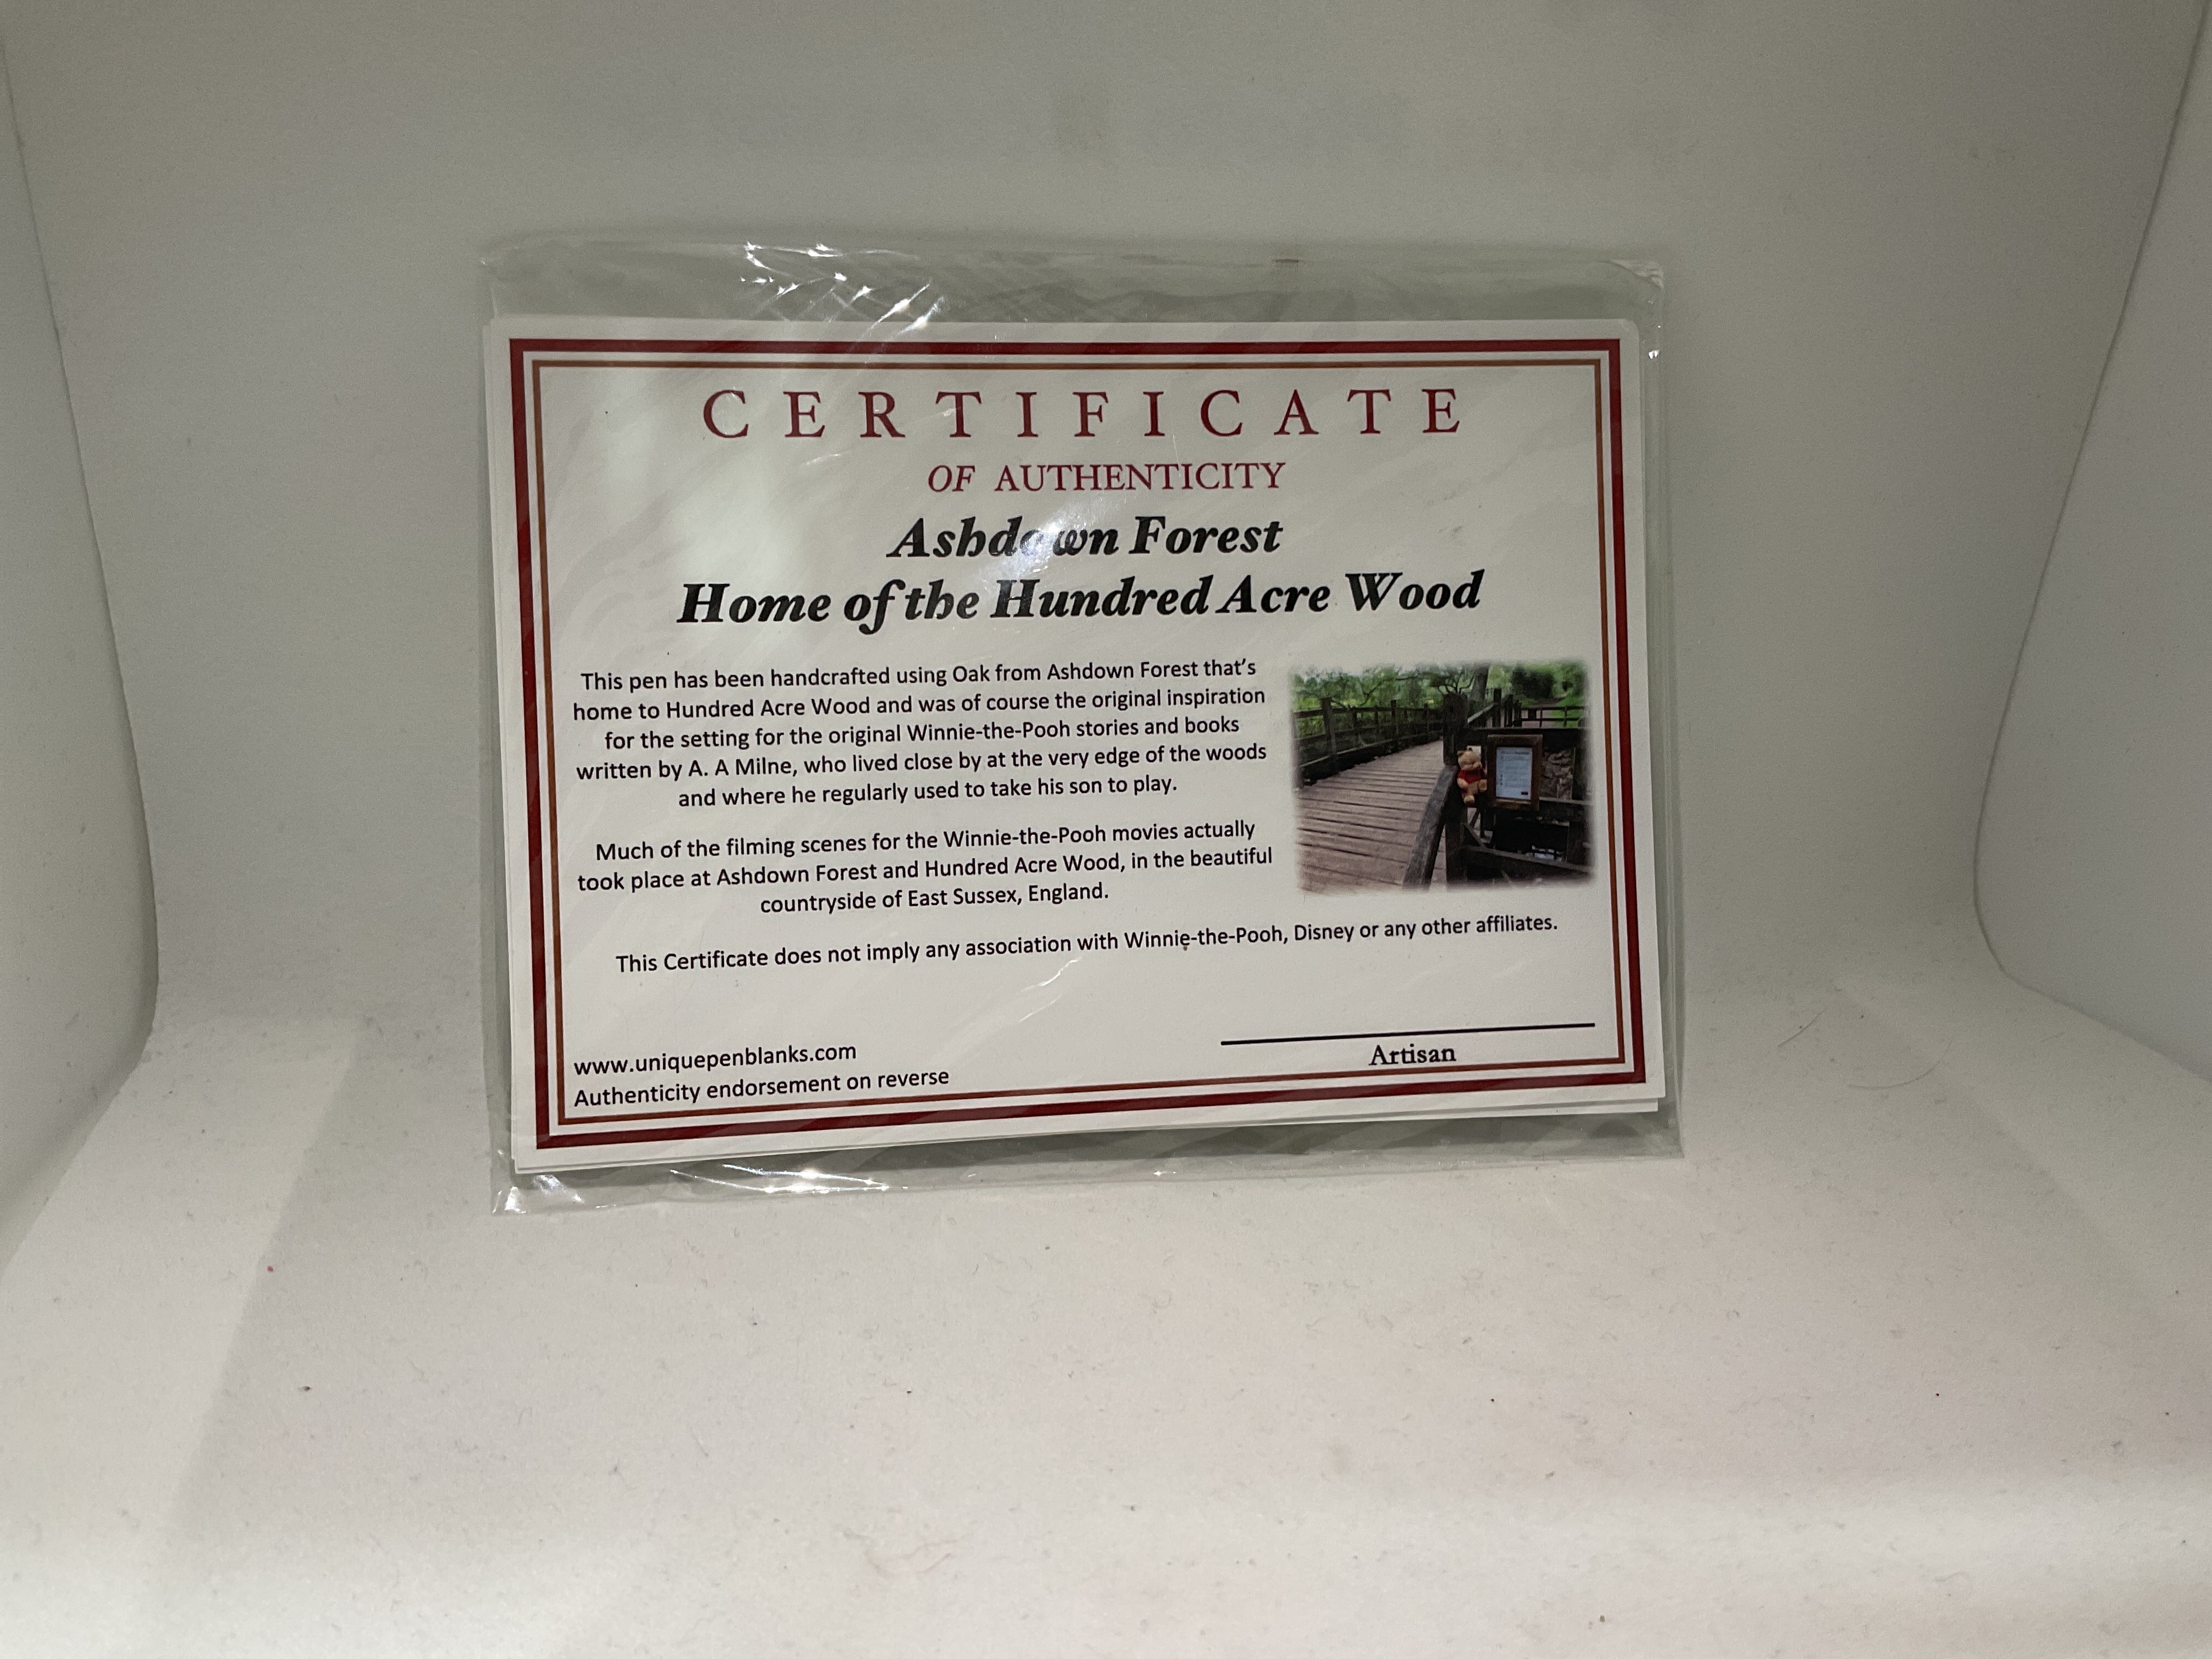 CERTIFICATE
OF AUTHENTICITY
Ashdown Forest
Home of the Hundred Acre Wood
This pen has been handcrafted using Oak from Ashdown Forest that's
home to Hundred Acre Wood and was of course the original inspiration
for the setting for the original Winnie-the-Pooh stories and books
written by A. A Milne, who lived close by at the very edge of the woods
and where he regularly used to take his son to play.
Much of the filming scenes for the Winnie-the-Pooh movies actually
took place at Ashdown Forest and Hundred Acre Wood, in the beautiful
countryside of East Sussex, England.
This Certificate does not imply any association with Winnie-the-Pooh, Disney or any other affiliates.
www.uniquepenblanks.com
Authenticity endorsement on reverse
Artisan